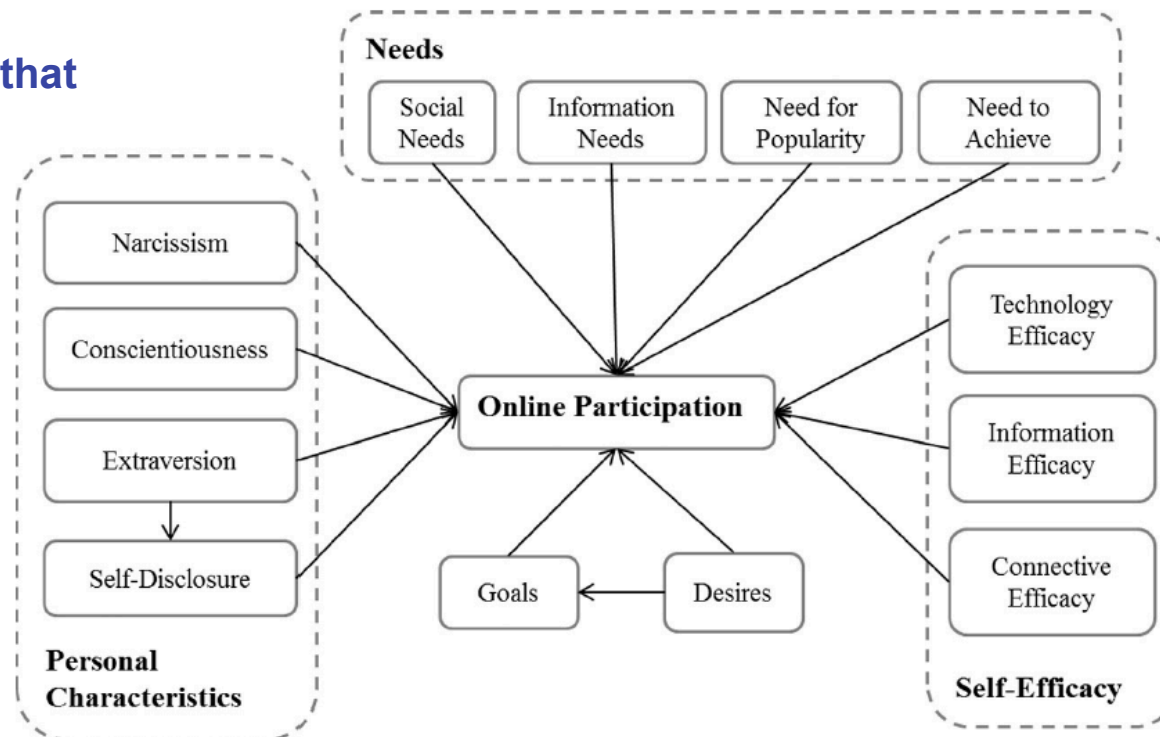 that
Needs
Social
Needs
Information
Needs
Need for
Popularity
Need to
Achieve
Narcissism
Conscientiousness
Extraversion
Self-Disclosure
Personal
Characteristics
Online Participation
Goals
Desires
Technology
Efficacy
Information
Efficacy
Connective
Efficacy
Self-Efficacy